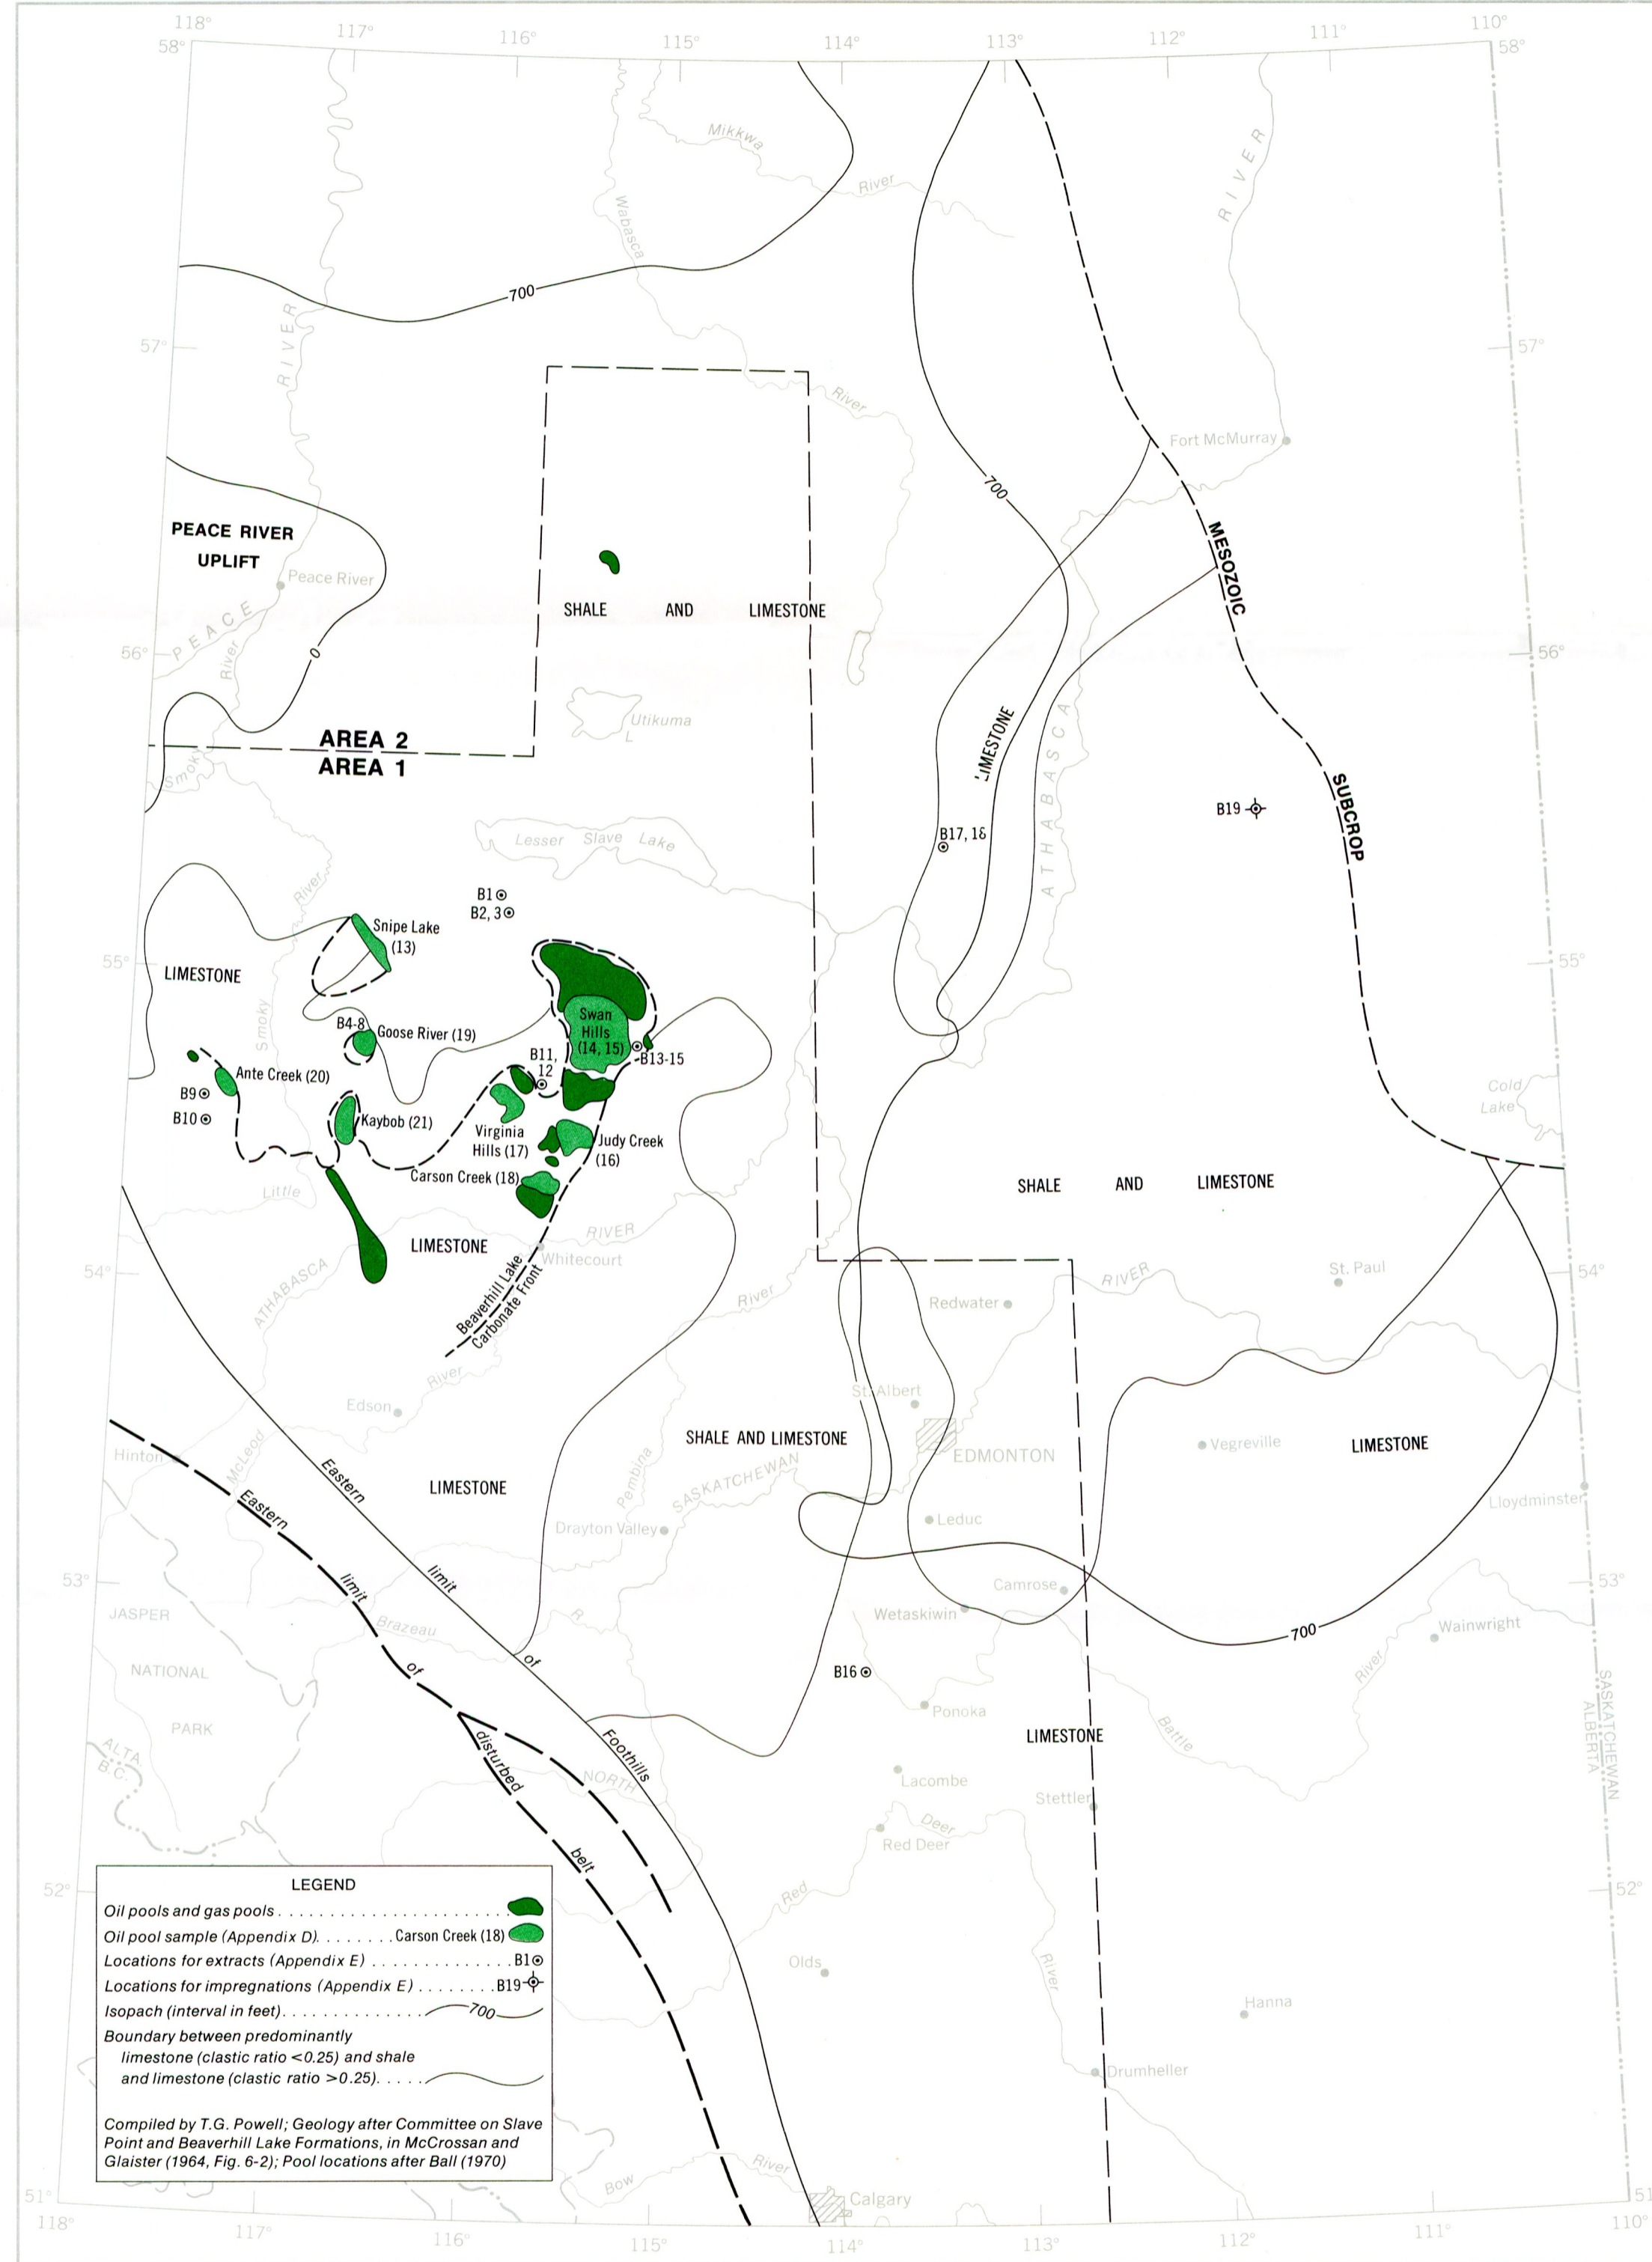 118°
117°
116°
115°
114°
113°
112°
111°
110°
58°
58°
Mikkwa
River
RIVER
Wabasca
700
RIVER
57°
57°
River
Fort McMurray
700
PEACE RIVER
UPLIFT
Peace River
MESOZOIC
SHALE AND LIMESTONE
PEACE
River
0
56°
56°
LIMESTONE
Utikuma
L
AREA 2
AREA 1
Smoky
ATHABASCA
SUBCROP
B19
B17, 18
Lesser Slave Lake
River
B1
B2, 3
Snipe Lake
(13)
55°
55°
LIMESTONE
Smoky
Swan
Hills
(14, 15)
B4-8
Goose River (19)
B11,
12
B13-15
Ante Creek (20)
B9
B10
Kaybob (21)
Virginia
Hills (17)
Judy Creek
(16)
Carson Creek (18)
Cold
Lake
SHALE AND LIMESTONE
Little
RIVER
LIMESTONE
Whitecourt
54°
54°
ATHABASCA
Beaverhill Lake
Carbonate Front
River
RIVER
St. Paul
Redwater
River
Edson
St. Albert
SHALE AND LIMESTONE
EDMONTON
Vegreville
LIMESTONE
Hinton
McLeod
LIMESTONE
Pembina
SASKATCHEWAN
Lloydminster
Drayton Valley
Leduc
Eastern
limit
of
Foothills
Eastern
limit
of
disturbed
belt
53°
53°
JASPER
NATIONAL
PARK
Brazeau
R
Camrose
Wetaskiwin
700
Wainwright
River
B16
Ponoka
LIMESTONE
Battle
SASKATCHEWAN
ALBERTA
ALTA.
B.C.
NORTH
Lacombe
Stettler
Red Deer
Deer
Red
River
52°
52°
Olds
Hanna
Drumheller
Bow
River
Calgary
51°
51
118°
117°
116°
115°
114°
113°
112°
111°
110°
LEGEND
Oil pools and gas pools
Oil pool sample (Appendix D). Carson Creek (18)
Locations for extracts (Appendix E) B1
Locations for impregnations (Appendix E) B19
Isopach (interval in feet). 700
Boundary between predominantly
limestone (clastic ratio <0.25) and shale
and limestone (clastic ratio >0.25).
Compiled by T.G. Powell; Geology after Committee on Slave
Point and Beaverhill Lake Formations, in McCrossan and
Glaister (1964, Fig. 6-2); Pool locations after Ball (1970)